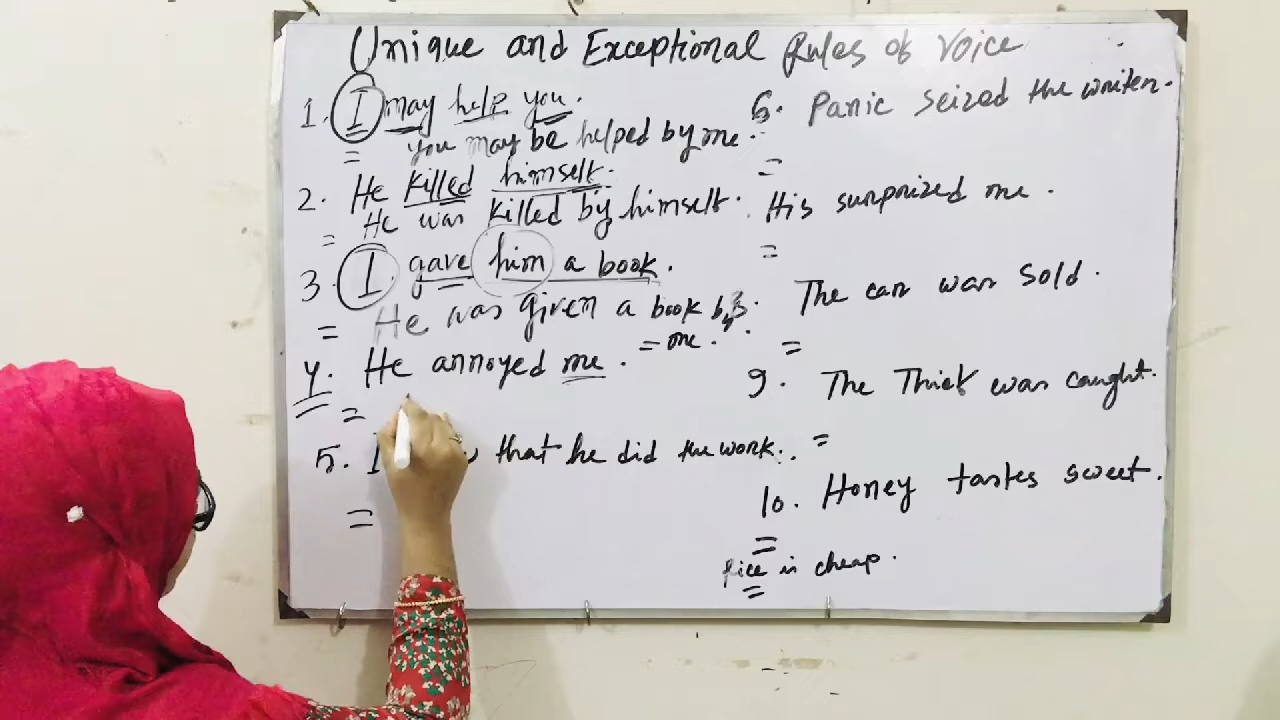 Unique and Exceptional Rules of Voice
1. I may help you.
= you may be helped by me.
2. He killed himself.
= He was killed by himself.
3. I gave him a book.
= He was given a book by
= me.
4. He annoyed me.
=
5. I that he did the work.
=
6. Panic seized the writer.
=
His surprized me.
=
The car was sold.
=
9. The Thief was caught.
=
10. Honey tastes sweet.
=
Rice is cheap.
=